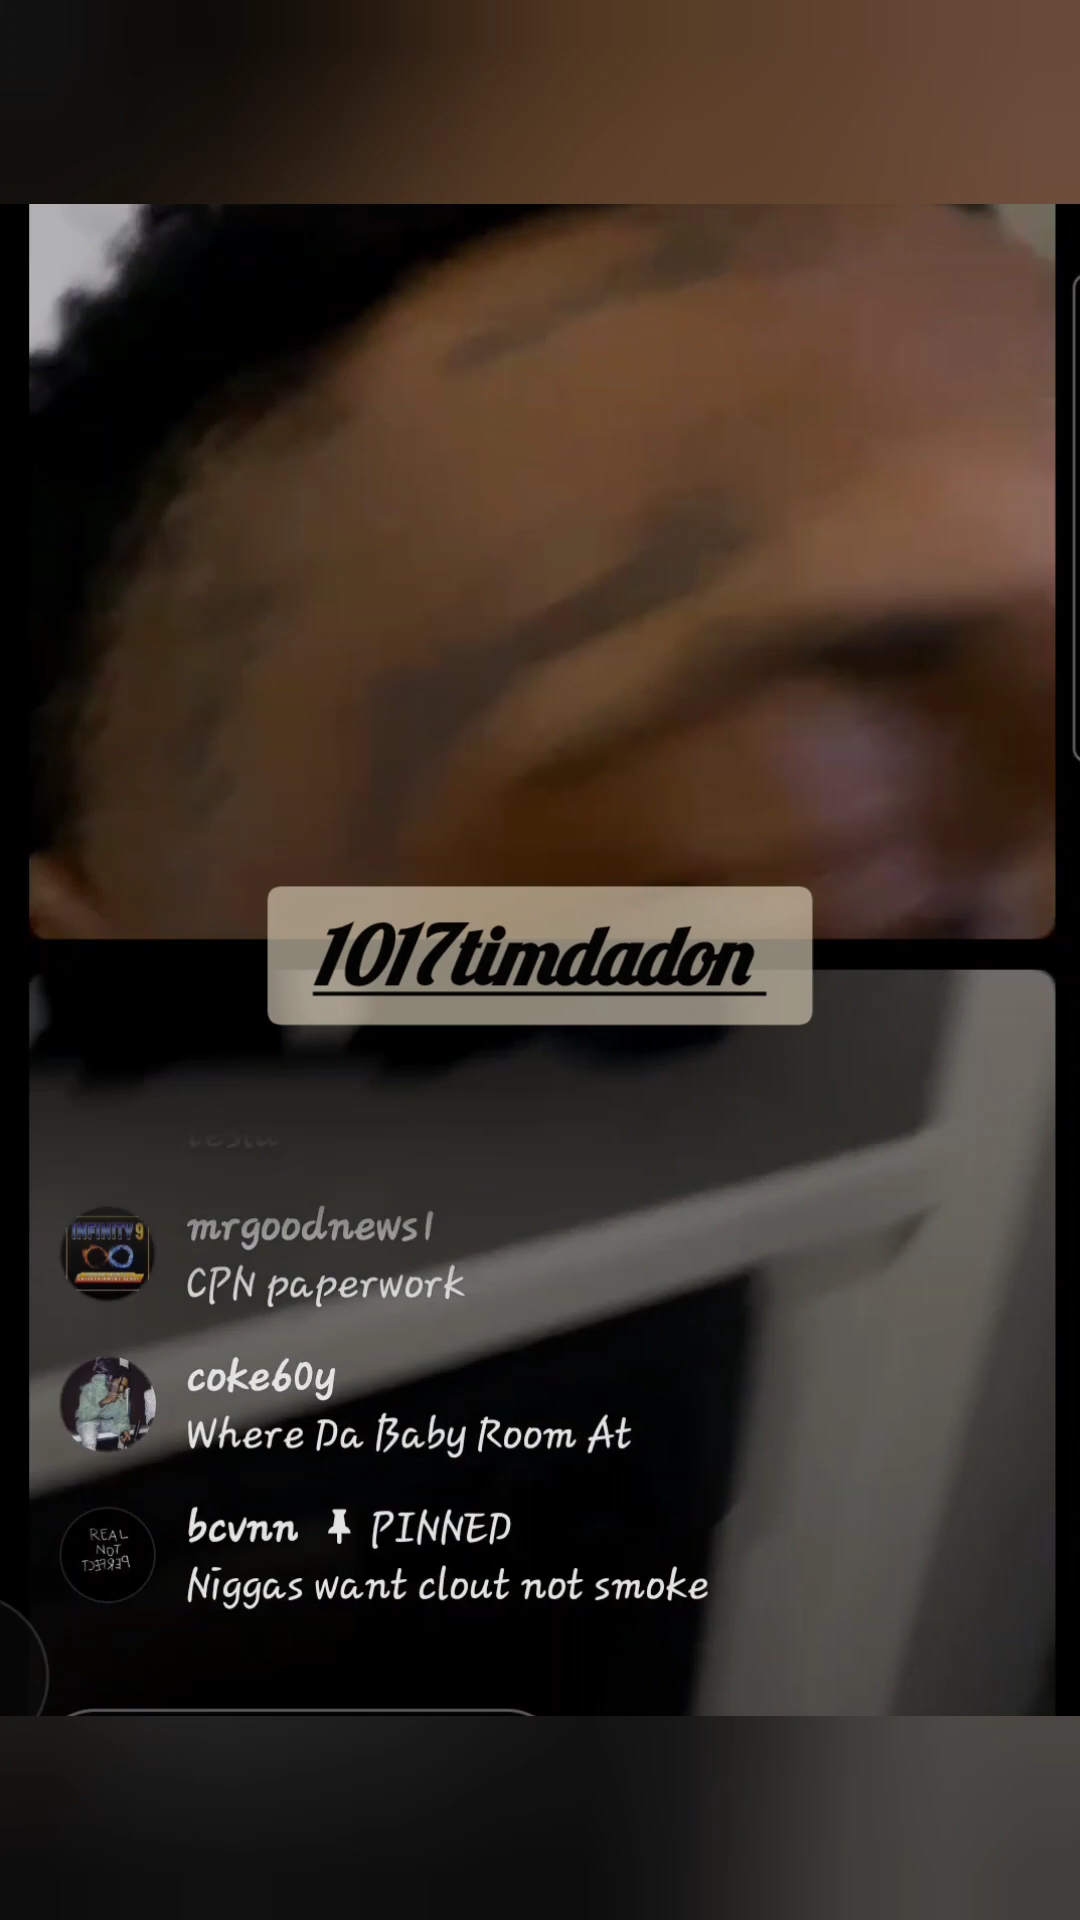 1017timdadon
mrgoodnews1
CPN paperwork
coke60y
Where Da Baby Room At
bcvnn PINNED
Niggas want clout not smoke
INFINITY 9
REAL
NOT
PERFECT